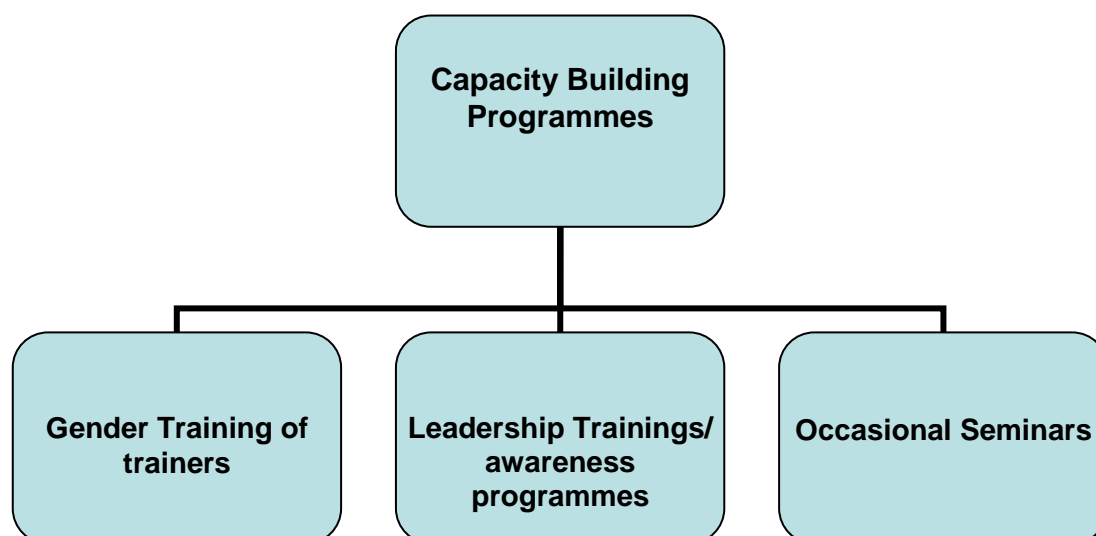 Capacity Building
Programmes
Gender Training of
trainers
Leadership Trainings/
awareness
programmes
Occasional Seminars